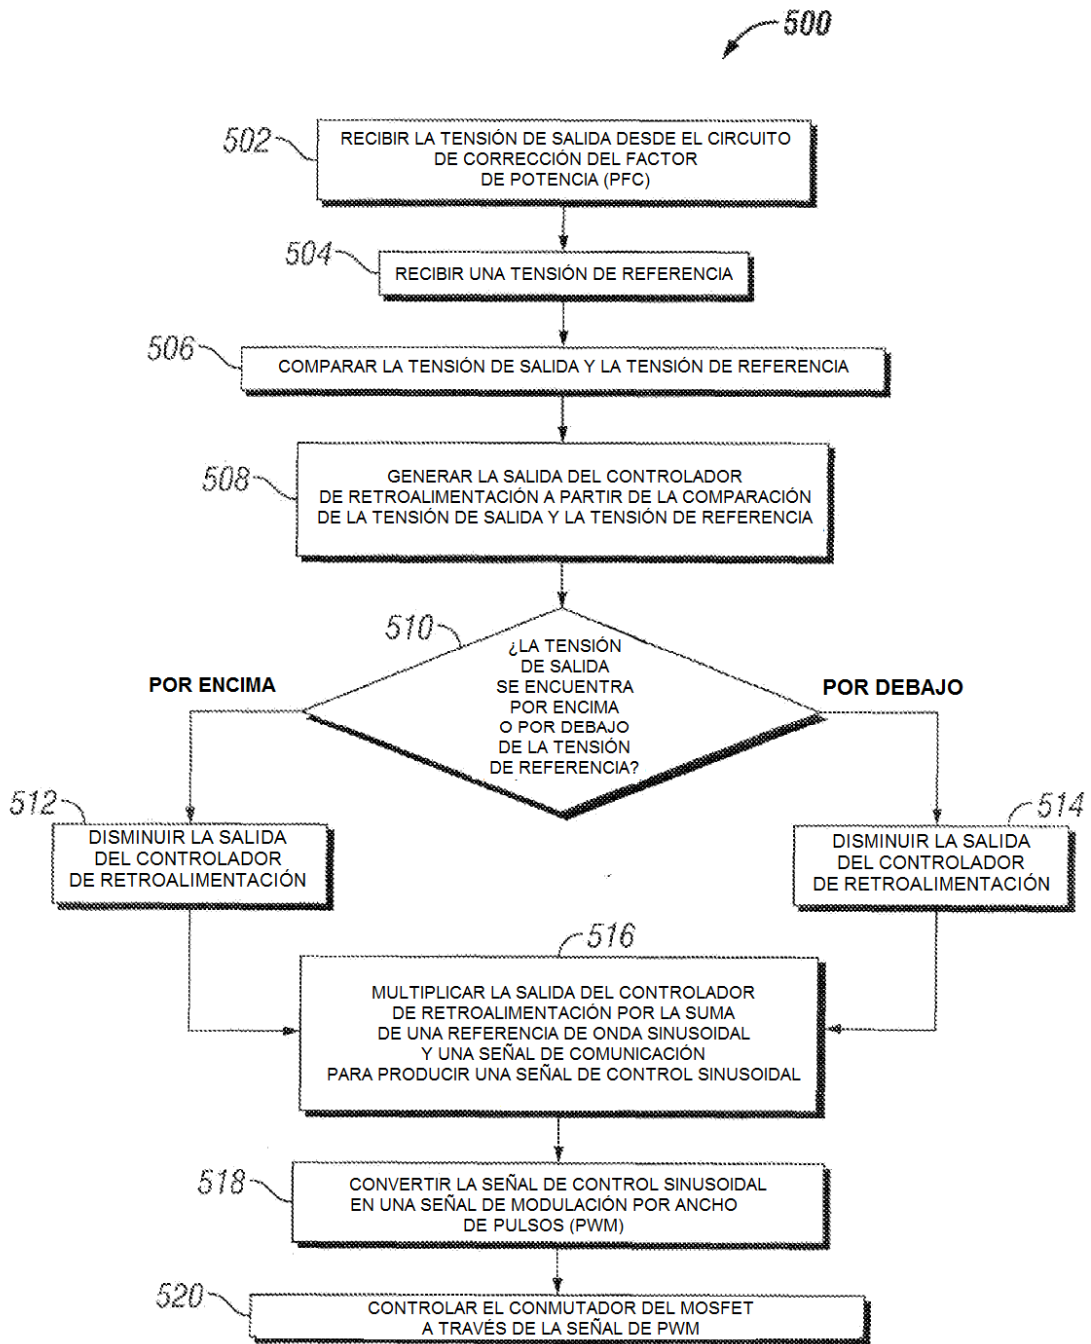 500
502
RECIBIR LA TENSIÓN DE SALIDA DESDE EL CIRCUITO
DE CORRECCIÓN DEL FACTOR
DE POTENCIA (PFC)
504
RECIBIR UNA TENSIÓN DE REFERENCIA
506
COMPARAR LA TENSIÓN DE SALIDA Y LA TENSIÓN DE REFERENCIA
508
GENERAR LA SALIDA DEL CONTROLADOR
DE RETROALIMENTACIÓN A PARTIR DE LA COMPARACIÓN
DE LA TENSIÓN DE SALIDA Y LA TENSIÓN DE REFERENCIA
510
¿LA TENSIÓN
DE SALIDA
SE ENCUENTRA
POR ENCIMA
O POR DEBAJO
DE LA TENSIÓN
DE REFERENCIA?
POR ENCIMA
POR DEBAJO
512
DISMINUIR LA SALIDA
DEL CONTROLADOR
DE RETROALIMENTACIÓN
514
DISMINUIR LA SALIDA
DEL CONTROLADOR
DE RETROALIMENTACIÓN
516
MULTIPLICAR LA SALIDA DEL CONTROLADOR
DE RETROALIMENTACIÓN POR LA SUMA
DE UNA REFERENCIA DE ONDA SINUSOIDAL
Y UNA SEÑAL DE COMUNICACIÓN
PARA PRODUCIR UNA SEÑAL DE CONTROL SINUSOIDAL
518
CONVERTIR LA SEÑAL DE CONTROL SINUSOIDAL
EN UNA SEÑAL DE MODULACIÓN POR ANCHO
DE PULSOS (PWM)
520
CONTROLAR EL CONMUTADOR DEL MOSFET
A TRAVÉS DE LA SEÑAL DE PWM